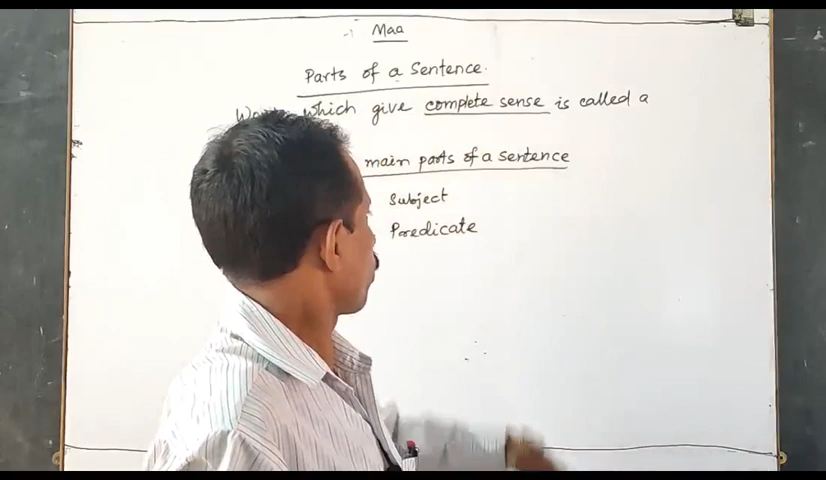 Maa
Parts of a Sentence.
which give complete sense is called a
main parts of a sentence
Subject
Predicate